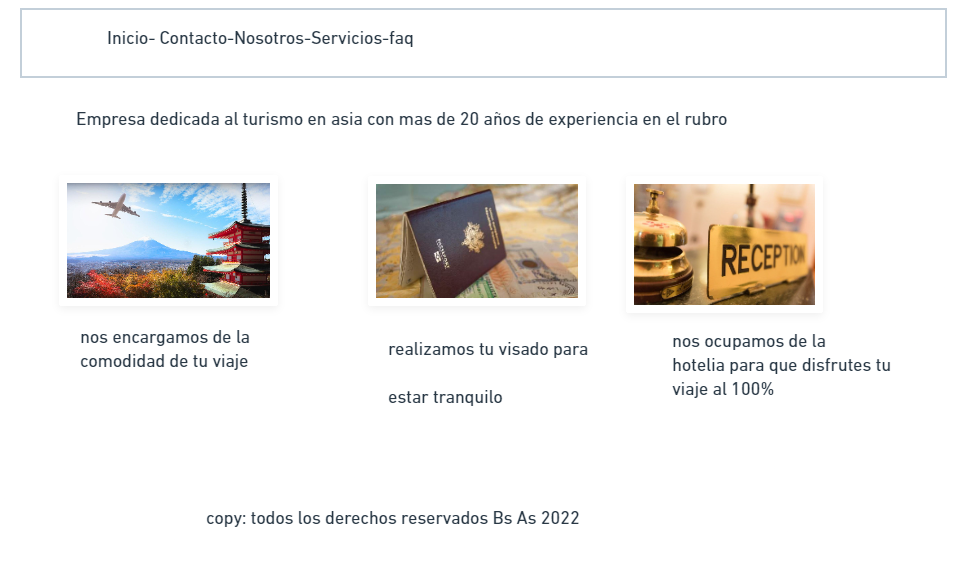 Inicio- Contacto-Nosotros-Servicios-faq
Empresa dedicada al turismo en asia con mas de 20 años de experiencia en el rubro
PASSPORT
RECEPTION
nos encargamos de la
comodidad de tu viaje
realizamos tu visado para
estar tranquilo
nos ocupamos de la
hotelia para que disfrutes tu
viaje al 100%
copy: todos los derechos reservados Bs As 2022